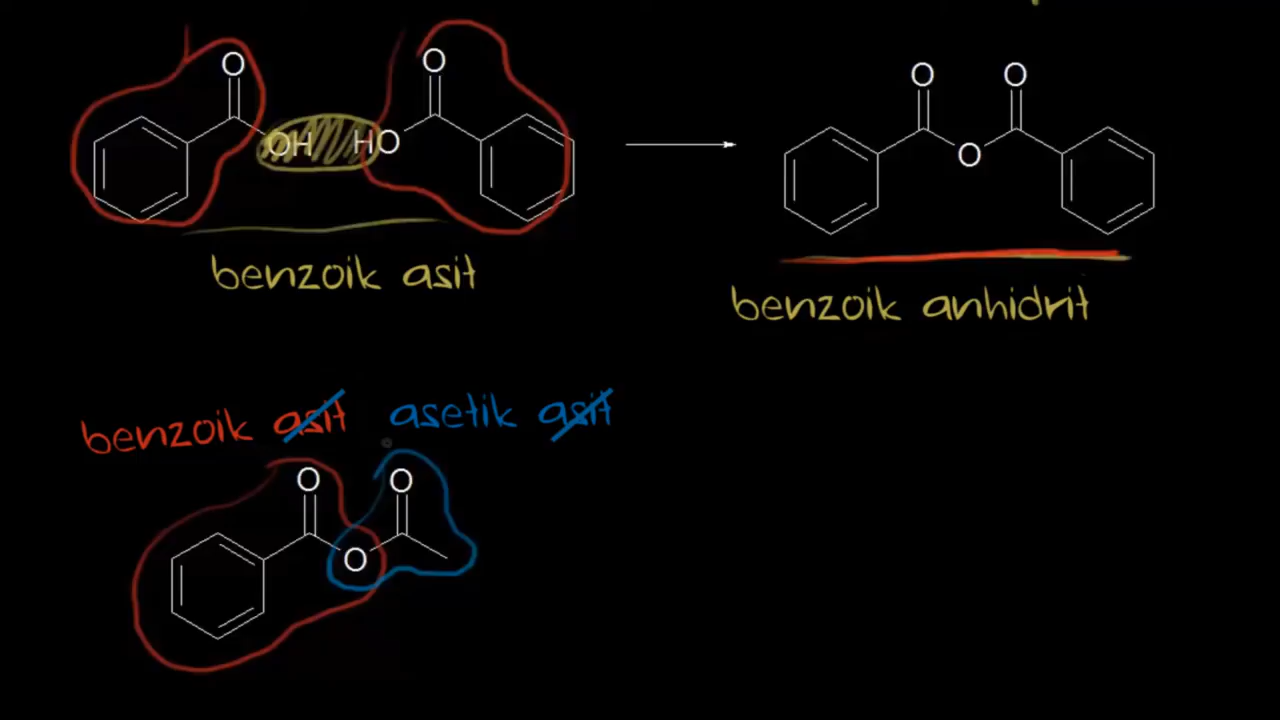 O O O O
OH HO O
benzoik asit
benzoik anhidrit
benzoik asit asetik asit
O O
O